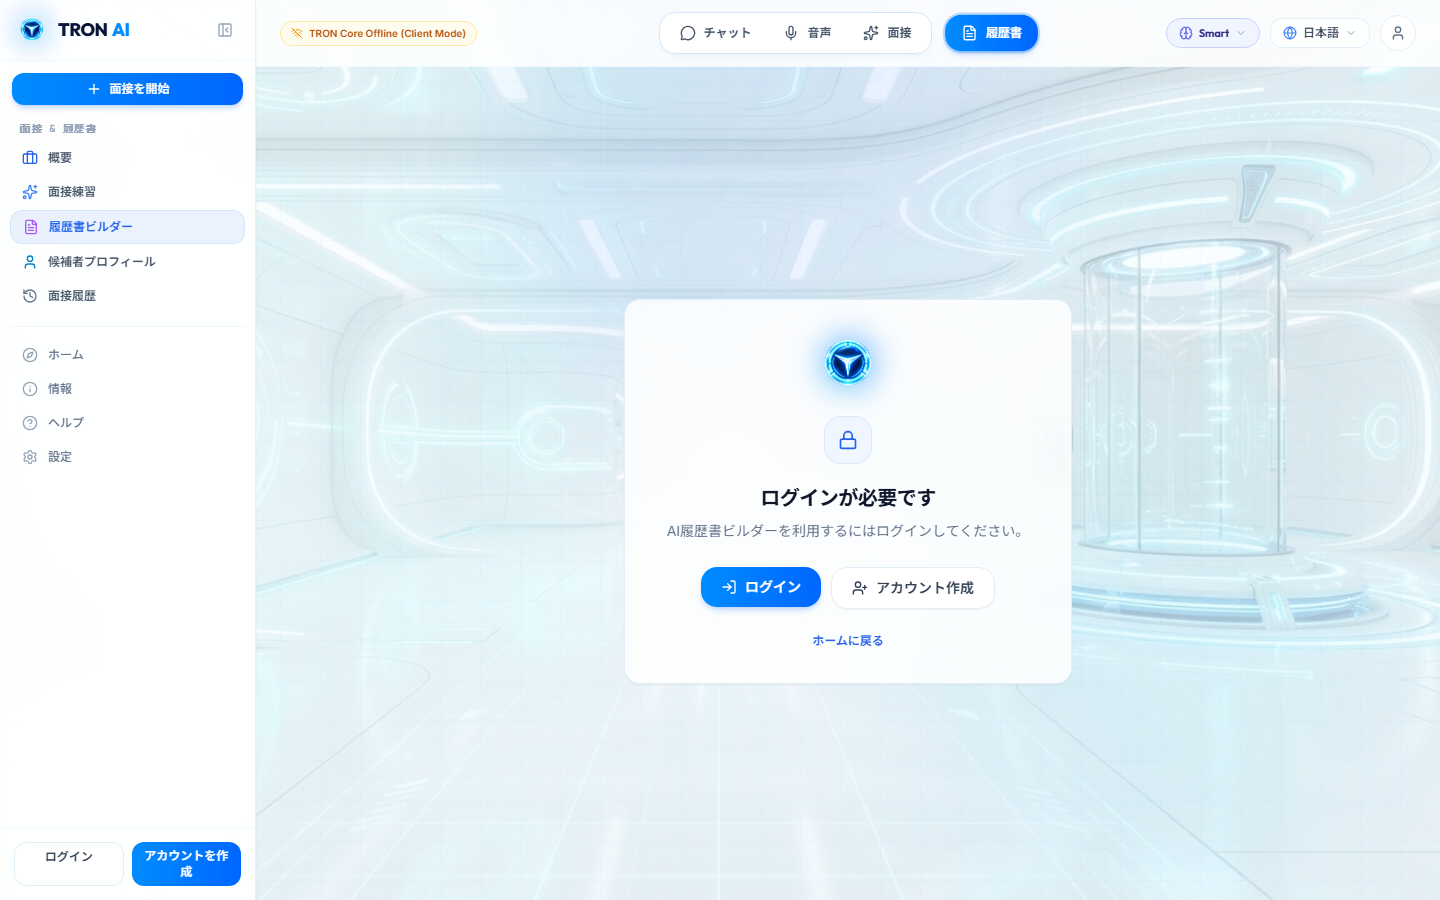 TRON AI
面接を開始
面接 & 履歴書
概要
面接練習
履歴書ビルダー
候補者プロフィール
面接履歴
ホーム
情報
ヘルプ
設定
ログイン
アカウントを作
成
TRON Core Offline (Client Mode)
チャット
音声
面接
履歴書
Smart
日本語
ログインが必要です
AI履歴書ビルダーを利用するにはログインしてください。
ログイン
アカウント作成
ホームに戻る